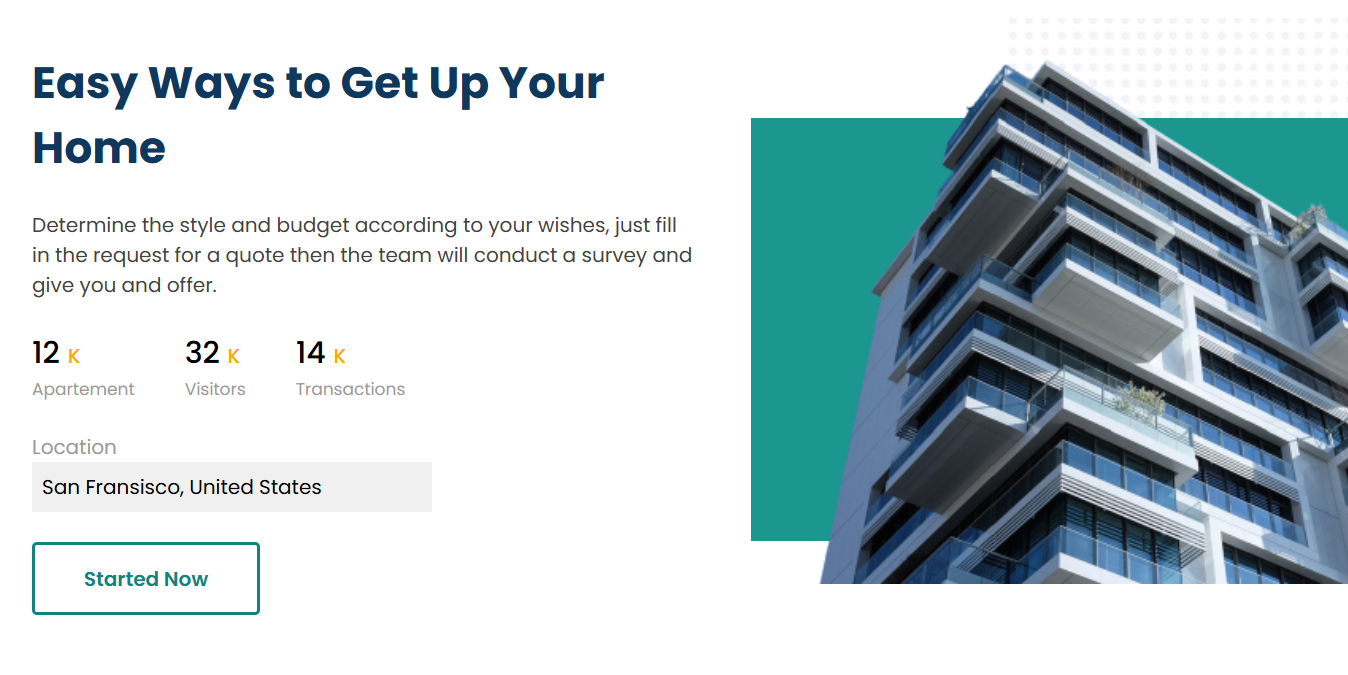 Easy Ways to Get Up Your
Home
Determine the style and budget according to your wishes, just fill
in the request for a quote then the team will conduct a survey and
give you and offer.
12 K 32 K 14 K
Apartement Visitors Transactions
Location
San Fransisco, United States
Started Now